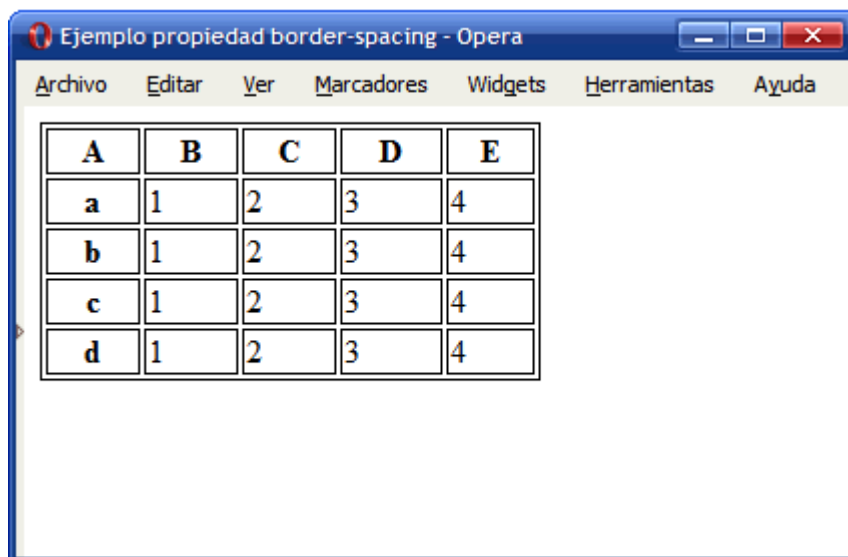 Ejemplo propiedad border-spacing - Opera
Archivo Editar Ver Marcadores Widgets Herramientas Ayuda
A B C D E
a 1 2 3 4
b 1 2 3 4
c 1 2 3 4
d 1 2 3 4